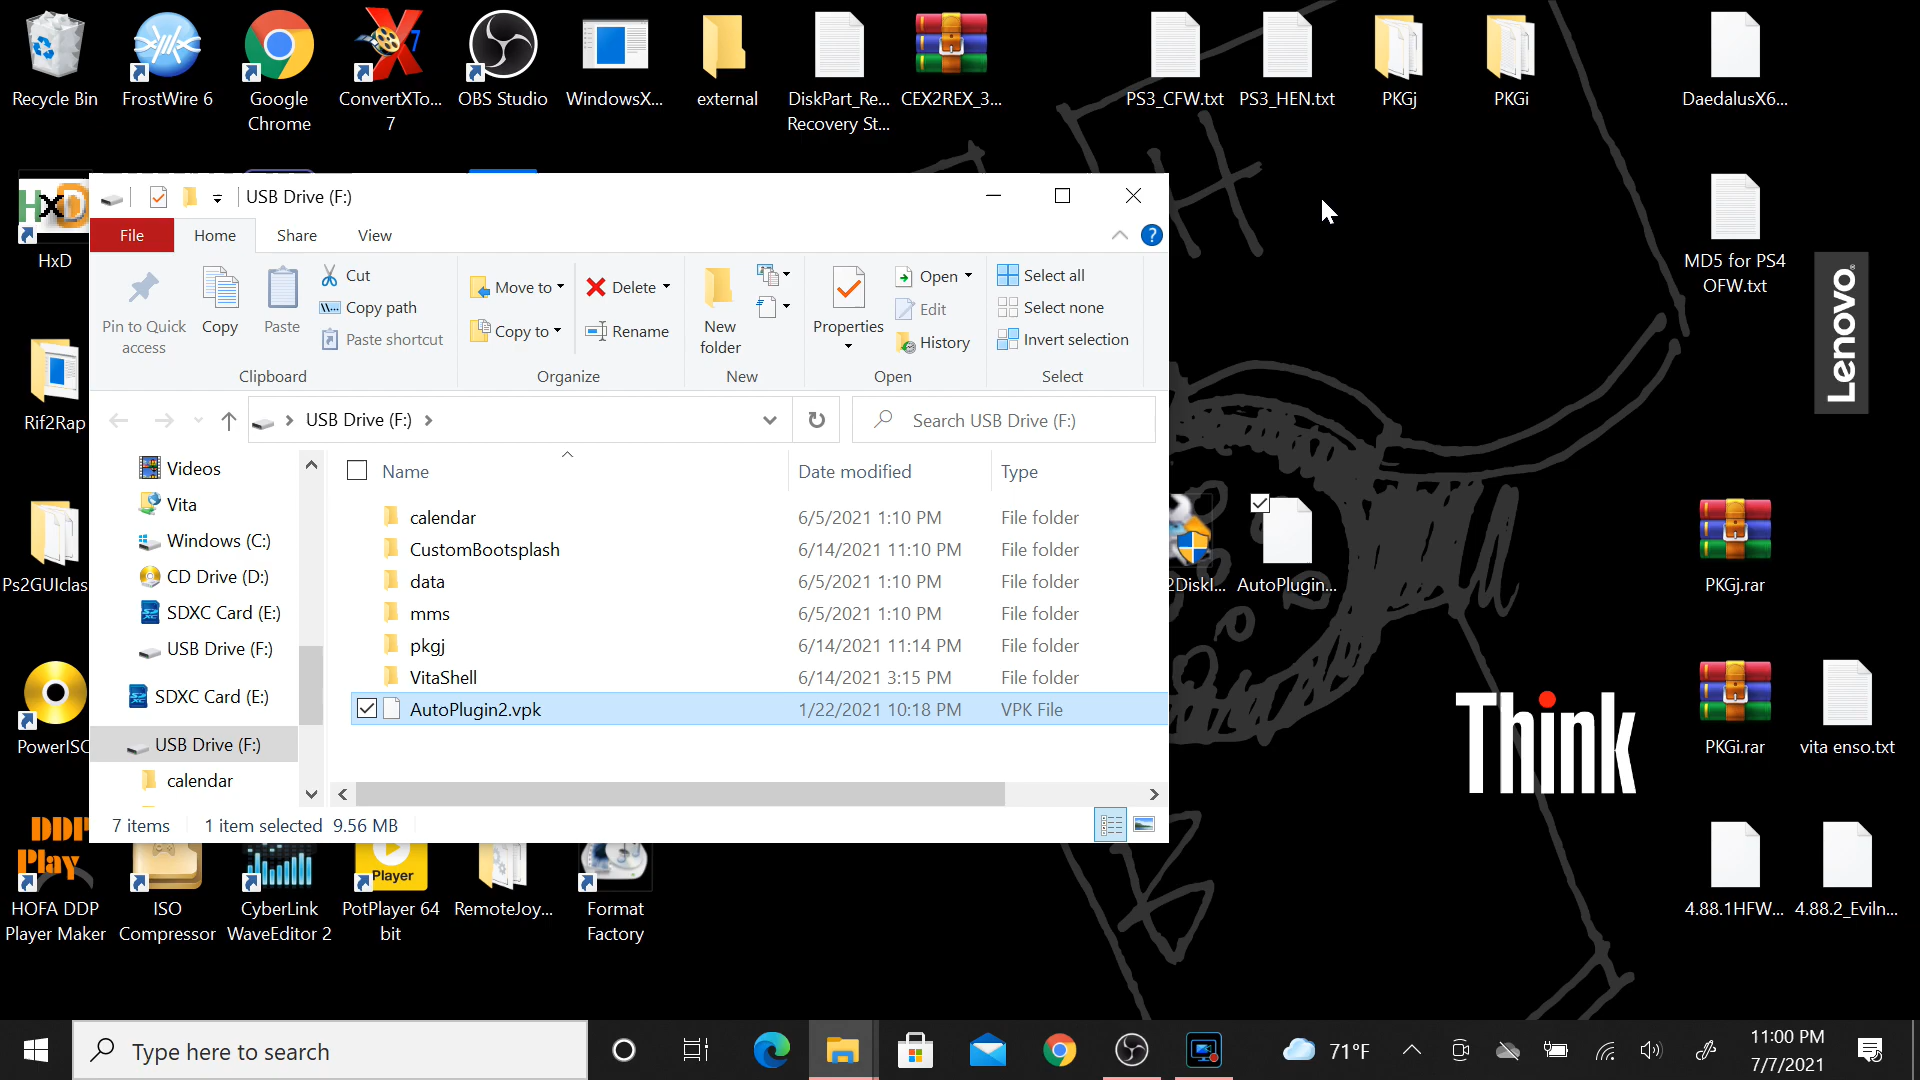 Recycle Bin
FrostWire 6
Google
Chrome
ConvertXTo...
7
OBS Studio
WindowsX...
external
DiskPart_Re...
Recovery St...
CEX2REX_3...
PS3_CFW.txt
PS3_HEN.txt
PKGj
PKGi
DaedalusX6...
HxD
HxD
MD5 for PS4
OFW.txt
Lenovo
Rif2Rap
Ps2GUIclas
2DiskI...
AutoPlugin...
PKGj.rar
PowerISO
Think
PKGi.rar
vita enso.txt
DDP
Play
HOFA DDP
Player Maker
ISO
Compressor
CyberLink
WaveEditor 2
Player
PotPlayer 64
bit
RemoteJoy...
Format
Factory
4.88.1HFW...
4.88.2_Eviln...
USB Drive (F:)
File
Home
Share
View
Pin to Quick
access
Copy
Paste
Cut
Copy path
Paste shortcut
Clipboard
Move to
Copy to
Delete
Rename
Organize
New
folder
New
Properties
Open
Edit
History
Open
Select all
Select none
Invert selection
Select
USB Drive (F:)
Search USB Drive (F:)
Videos
Vita
Windows (C:)
CD Drive (D:)
SDXC Card (E:)
USB Drive (F:)
SDXC Card (E:)
USB Drive (F:)
calendar
Name
Date modified
Type
calendar 6/5/2021 1:10 PM File folder
CustomBootsplash 6/14/2021 11:10 PM File folder
data 6/5/2021 1:10 PM File folder
mms 6/5/2021 1:10 PM File folder
pkgj 6/14/2021 11:14 PM File folder
VitaShell 6/14/2021 3:15 PM File folder
AutoPlugin2.vpk 1/22/2021 10:18 PM VPK File
7 items
1 item selected 9.56 MB
Type here to search
71°F
11:00 PM
7/7/2021